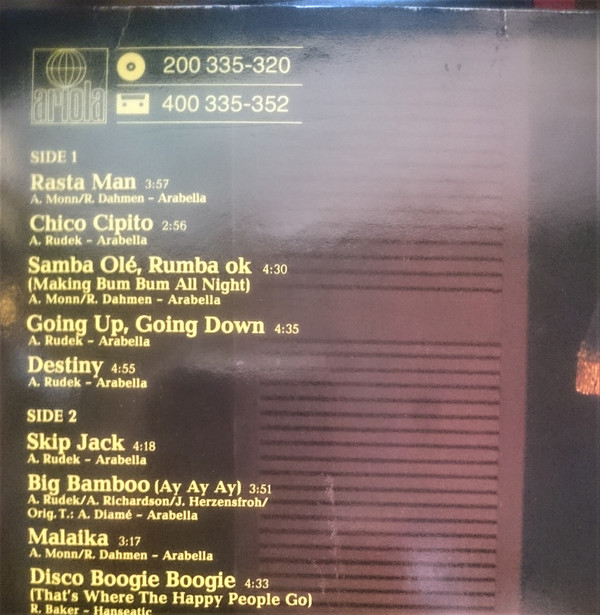 ariola
200 335-320
400 335-352
SIDE 1
Rasta Man 3:57
A. Monn/R. Dahmen – Arabella
Chico Cipito 2:56
A. Rudek – Arabella
Samba Olé, Rumba ok 4:30
(Making Bum Bum All Night)
A. Monn/R. Dahmen – Arabella
Going Up, Going Down 4:35
A. Rudek – Arabella
Destiny 4:55
A. Rudek – Arabella
SIDE 2
Skip Jack 4:18
A. Rudek – Arabella
Big Bamboo (Ay Ay Ay) 3:51
A. Rudek/A. Richardson/J. Herzensfroh/
Orig.T.: A. Diamé – Arabella
Malaika 3:17
A. Monn/R. Dahmen – Arabella
Disco Boogie Boogie 4:33
(That's Where The Happy People Go)
R. Baker – Hanseatic